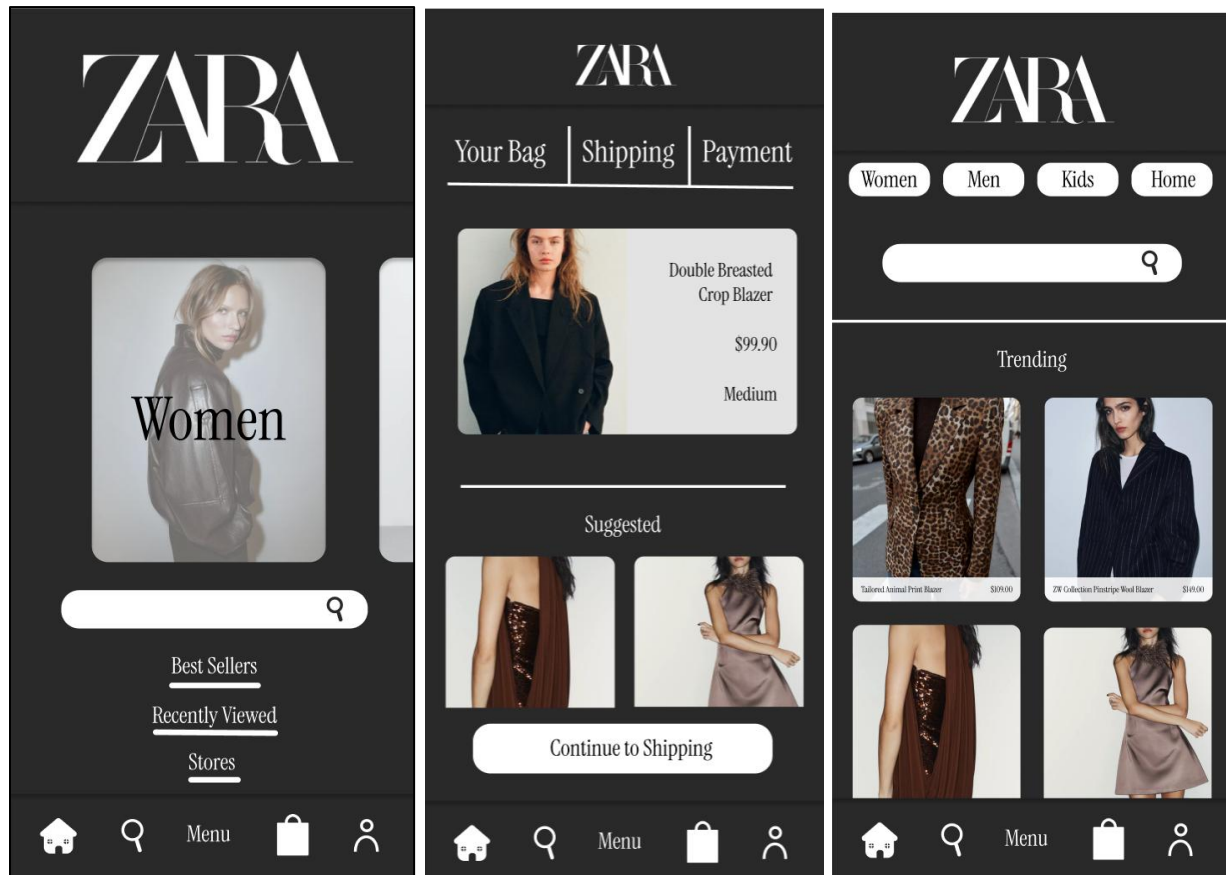 ZARA
Women
Best Sellers
Recently Viewed
Stores
Menu
ZARA
Your Bag
Shipping
Payment
Double Breasted
Crop Blazer
$99.90
Medium
Suggested
Continue to Shipping
Menu
ZARA
Women
Men
Kids
Home
Trending
Tailored Animal Print Blazer
$109.00
ZW Collection Pinstripe Wool Blazer
$149.00
Menu